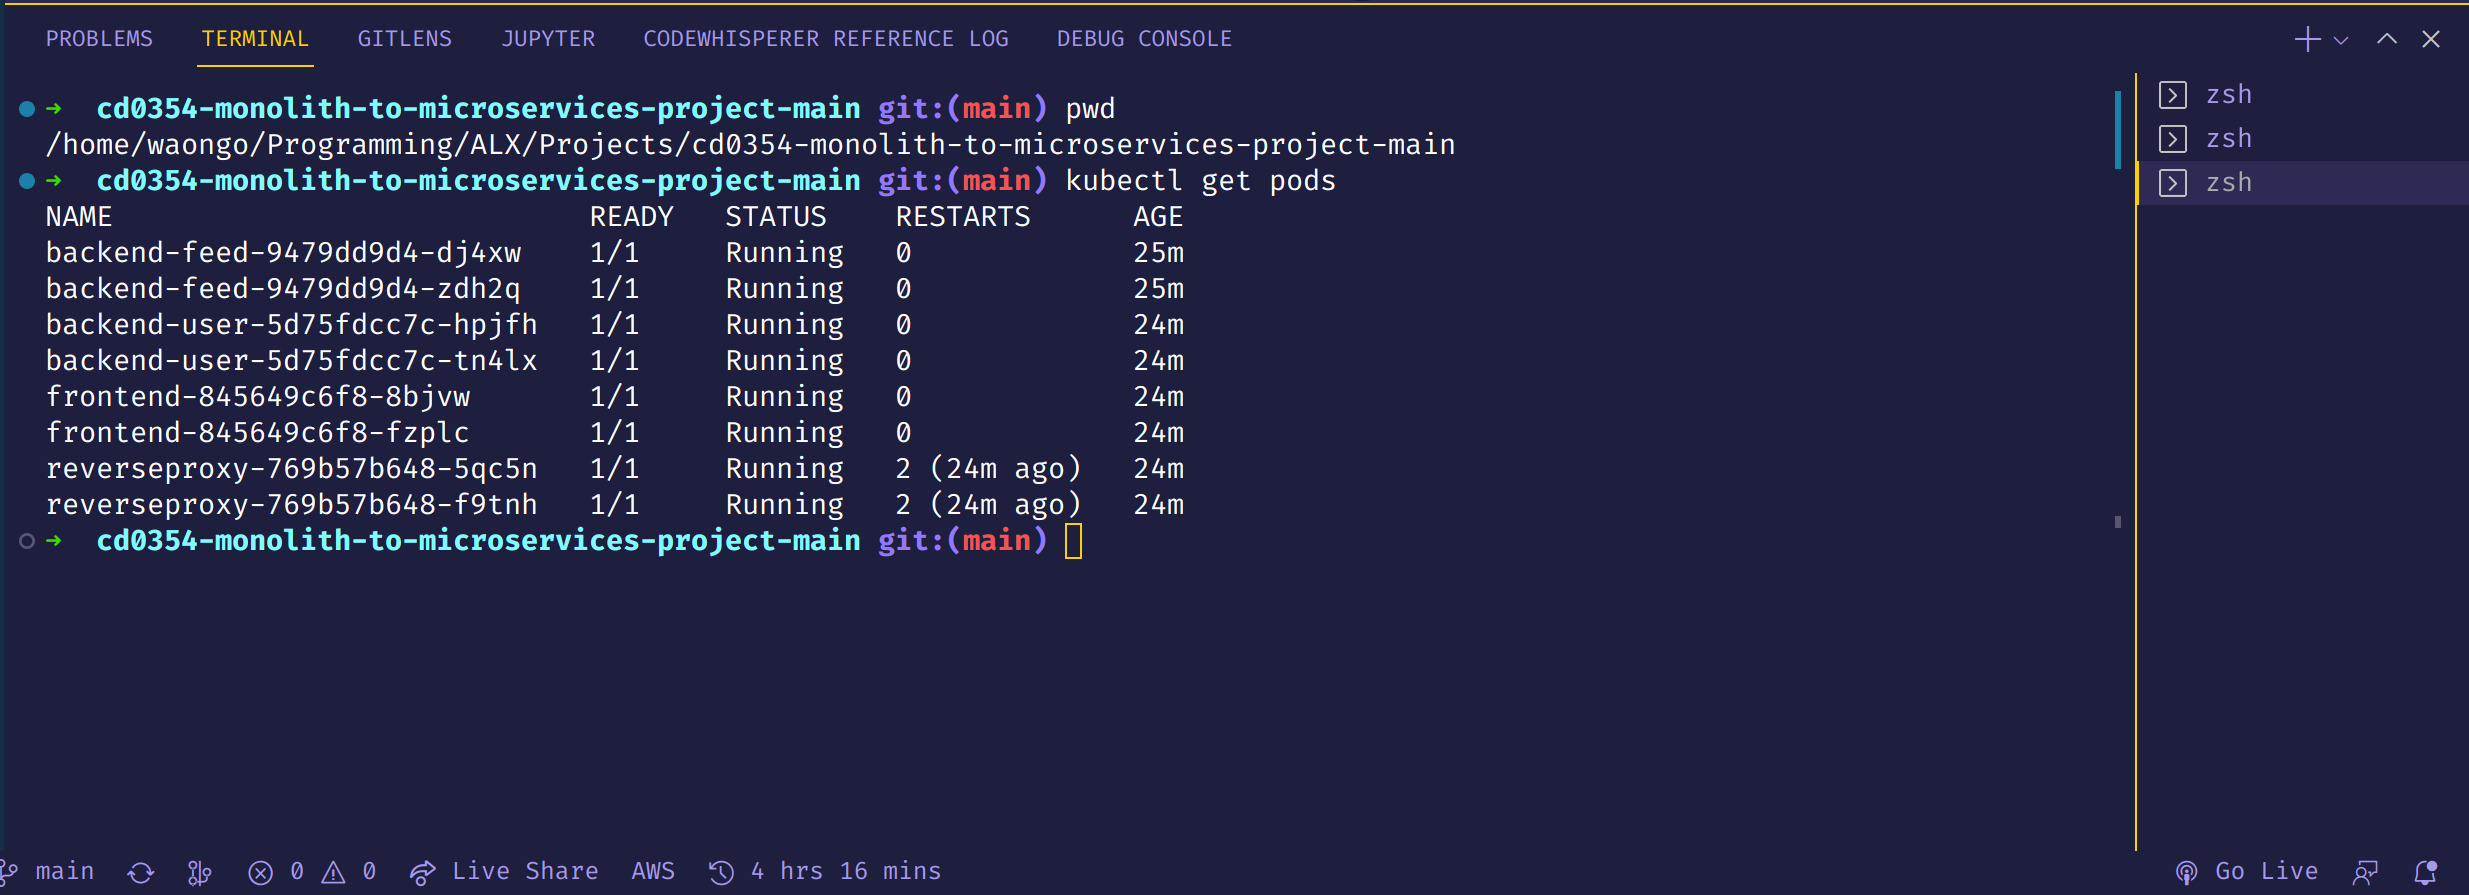 PROBLEMS TERMINAL GITLENS JUPYTER CODEWHISPERER REFERENCE LOG DEBUG CONSOLE
→ cd0354-monolith-to-microservices-project-main git:(main) pwd
/home/waongo/Programming/ALX/Projects/cd0354-monolith-to-microservices-project-main
→ cd0354-monolith-to-microservices-project-main git:(main) kubectl get pods
NAME READY STATUS RESTARTS AGE
backend-feed-9479dd9d4-dj4xw 1/1 Running 0 25m
backend-feed-9479dd9d4-zdh2q 1/1 Running 0 25m
backend-user-5d75fdcc7c-hpjfh 1/1 Running 0 24m
backend-user-5d75fdcc7c-tn4lx 1/1 Running 0 24m
frontend-845649c6f8-8bjvw 1/1 Running 0 24m
frontend-845649c6f8-fzplc 1/1 Running 0 24m
reverseproxy-769b57b648-5qc5n 1/1 Running 2 (24m ago) 24m
reverseproxy-769b57b648-f9tnh 1/1 Running 2 (24m ago) 24m
→ cd0354-monolith-to-microservices-project-main git:(main)
zsh
zsh
zsh
main 0 0 Live Share AWS 4 hrs 16 mins Go Live